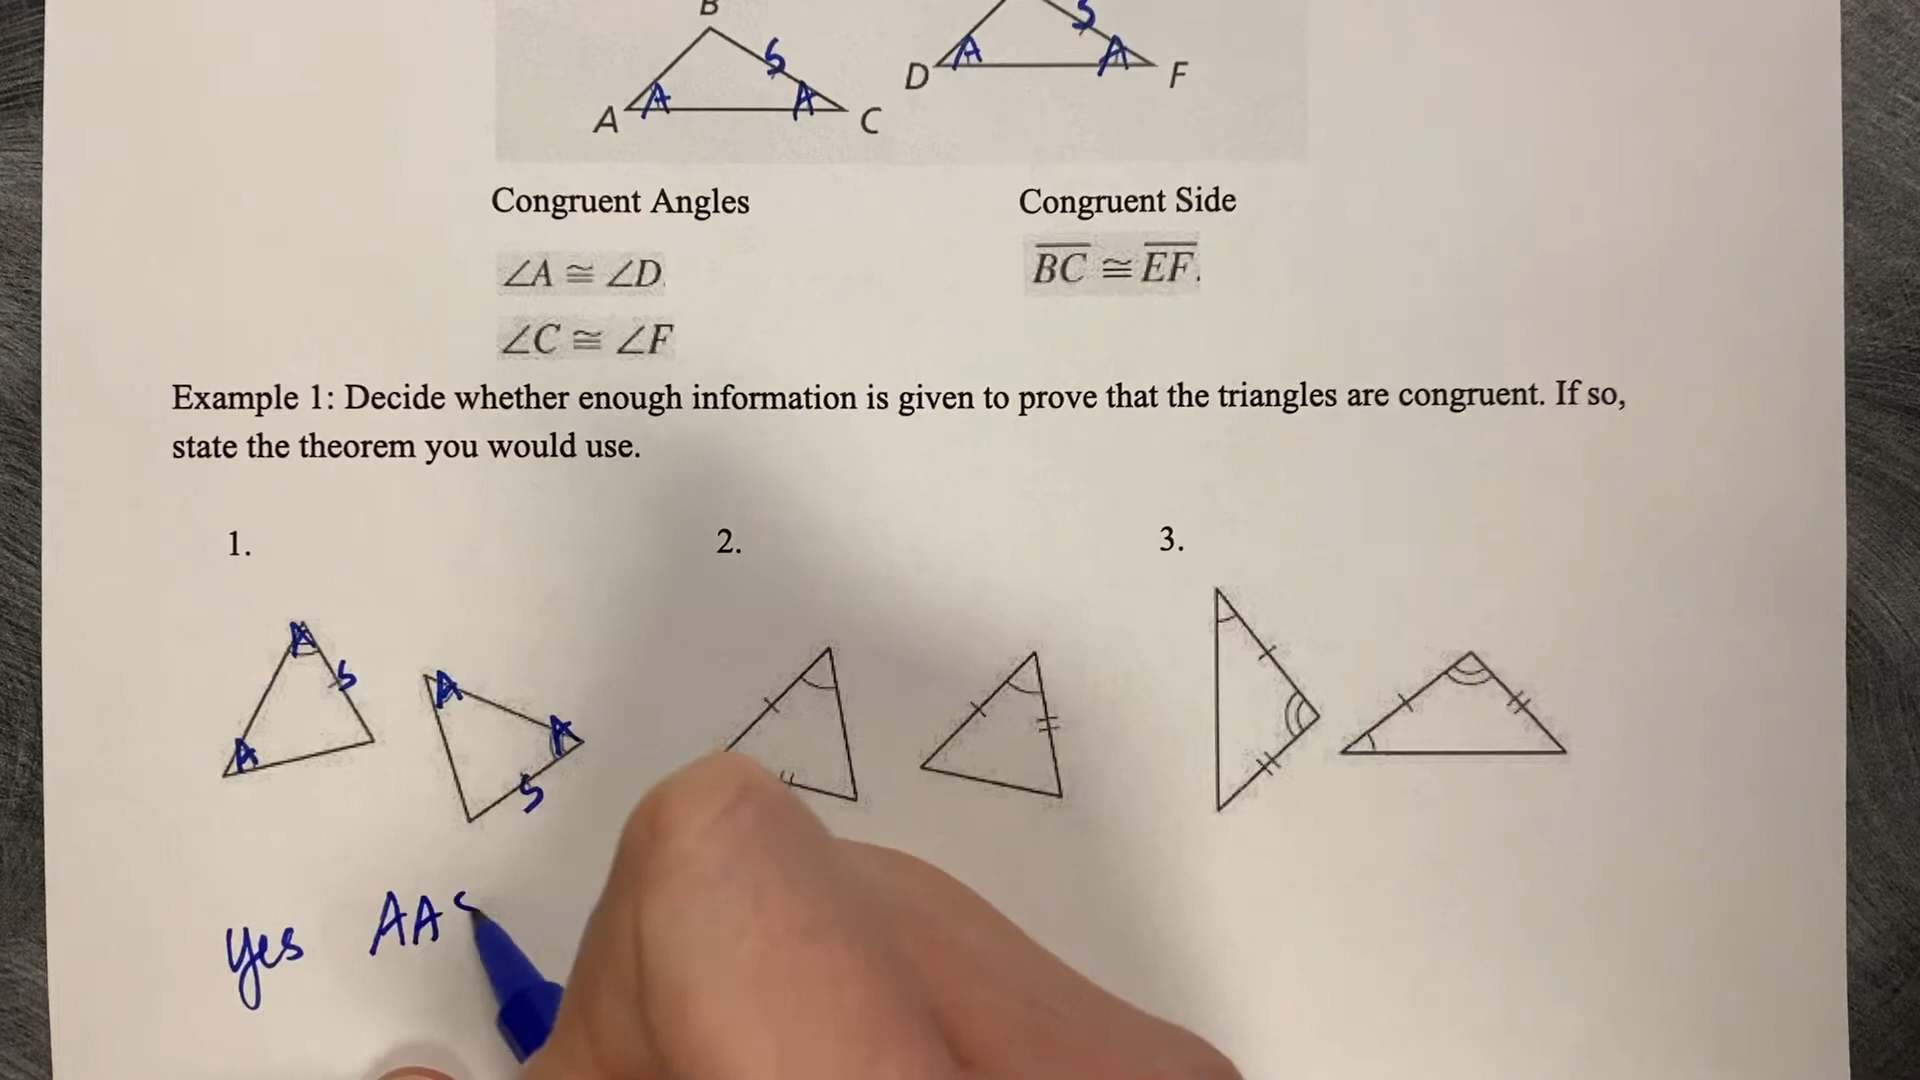 B
S S
A A A A
D F
A C
Congruent Angles Congruent Side
∠A ≅ ∠D. BC ≅ EF.
∠C ≅ ∠F
Example 1: Decide whether enough information is given to prove that the triangles are congruent. If so,
state the theorem you would use.
1. 2. 3.
A S A A
A S
yes AAS